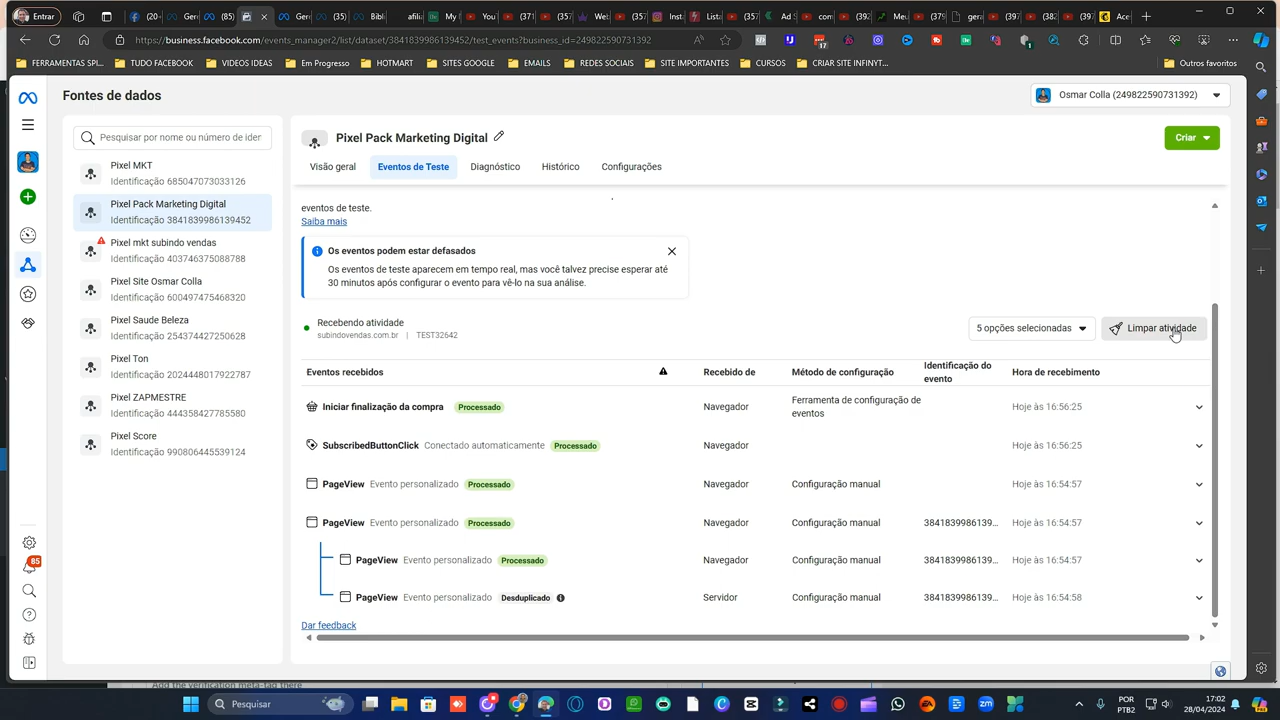 Entrar
https://business.facebook.com/events_manager2/list/dataset/3841839986139452/test_events?business_id=249822590731392
FERRAMENTAS SPI...
TUDO FACEBOOK
VIDEOS IDEAS
Em Progresso
HOTMART
SITES GOOGLE
EMAILS
REDES SOCIAIS
SITE IMPORTANTES
CURSOS
CRIAR SITE INFINYT...
Outros favoritos
Fontes de dados
Osmar Colla (249822590731392)
Pesquisar por nome ou número de iden
Pixel MKT
Identificação 685047073033126
Pixel Pack Marketing Digital
Identificação 3841839986139452
Pixel mkt subindo vendas
Identificação 403746375088788
Pixel Site Osmar Colla
Identificação 600497475468320
Pixel Saude Beleza
Identificação 254374427250628
Pixel Ton
Identificação 2024448017922787
Pixel ZAPMESTRE
Identificação 444358427785580
Pixel Score
Identificação 990806445539124
85
Pixel Pack Marketing Digital
Criar
Visão geral
Eventos de Teste
Diagnóstico
Histórico
Configurações
eventos de teste.
Saiba mais
Os eventos podem estar defasados
Os eventos de teste aparecem em tempo real, mas você talvez precise esperar até
30 minutos após configurar o evento para vê-lo na sua análise.
Recebendo atividade
subindovendas.com.br | TEST32642
5 opções selecionadas
Limpar atividade
Eventos recebidos
Recebido de
Método de configuração
Identificação do
evento
Hora de recebimento
Iniciar finalização da compra Processado Navegador Ferramenta de configuração de
eventos
Hoje às 16:56:25
SubscribedButtonClick Conectado automaticamente Processado Navegador Hoje às 16:56:25
PageView Evento personalizado Processado Navegador Configuração manual Hoje às 16:54:57
PageView Evento personalizado Processado Navegador Configuração manual 3841839986139... Hoje às 16:54:57
PageView Evento personalizado Processado Navegador Configuração manual 3841839986139... Hoje às 16:54:57
PageView Evento personalizado Desduplicado Servidor Configuração manual 3841839986139... Hoje às 16:54:58
Dar feedback
Add the verification meta-tag there
Pesquisar
POR
PTB2
17:02
28/04/2024